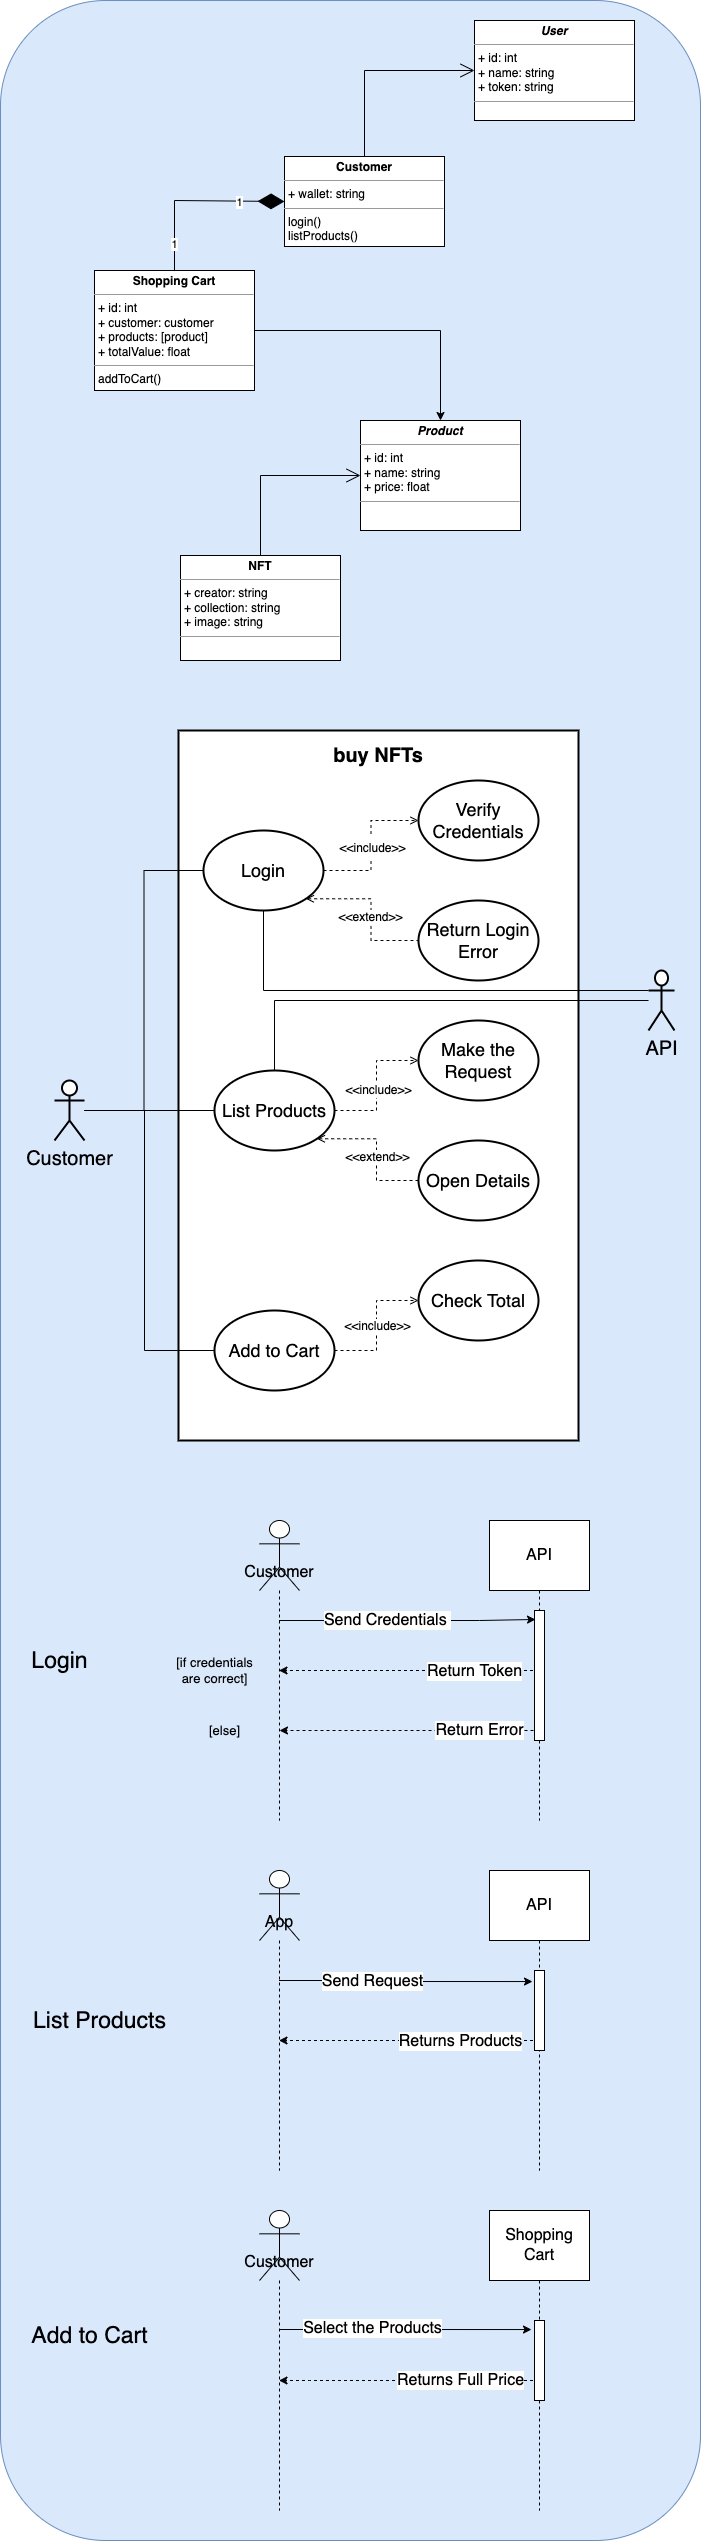 User
+ id: int
+ name: string
+ token: string
Customer
+ wallet: string
login()
listProducts()
1
1
Shopping Cart
+ id: int
+ customer: customer
+ products: [product]
+ totalValue: float
addToCart()
Product
+ id: int
+ name: string
+ price: float
NFT
+ creator: string
+ collection: string
+ image: string
buy NFTs
Verify
Credentials
<<include>>
Login
<<extend>>
Return Login
Error
API
Make the
Request
<<include>>
List Products
Customer
<<extend>>
Open Details
Check Total
<<include>>
Add to Cart
Customer
API
Send Credentials
Login
[if credentials
are correct]
Return Token
[else]
Return Error
App
API
Send Request
List Products
Returns Products
Customer
Shopping
Cart
Select the Products
Add to Cart
Returns Full Price